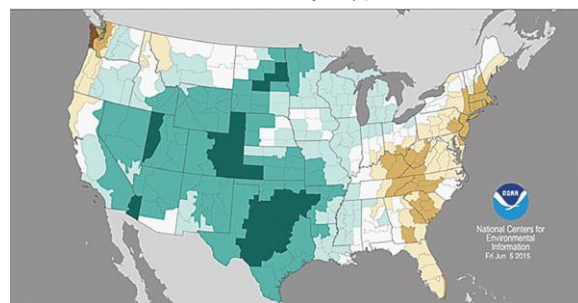 NOAA
National Centers for
Environmental
Information
Fri Jun 5 2015